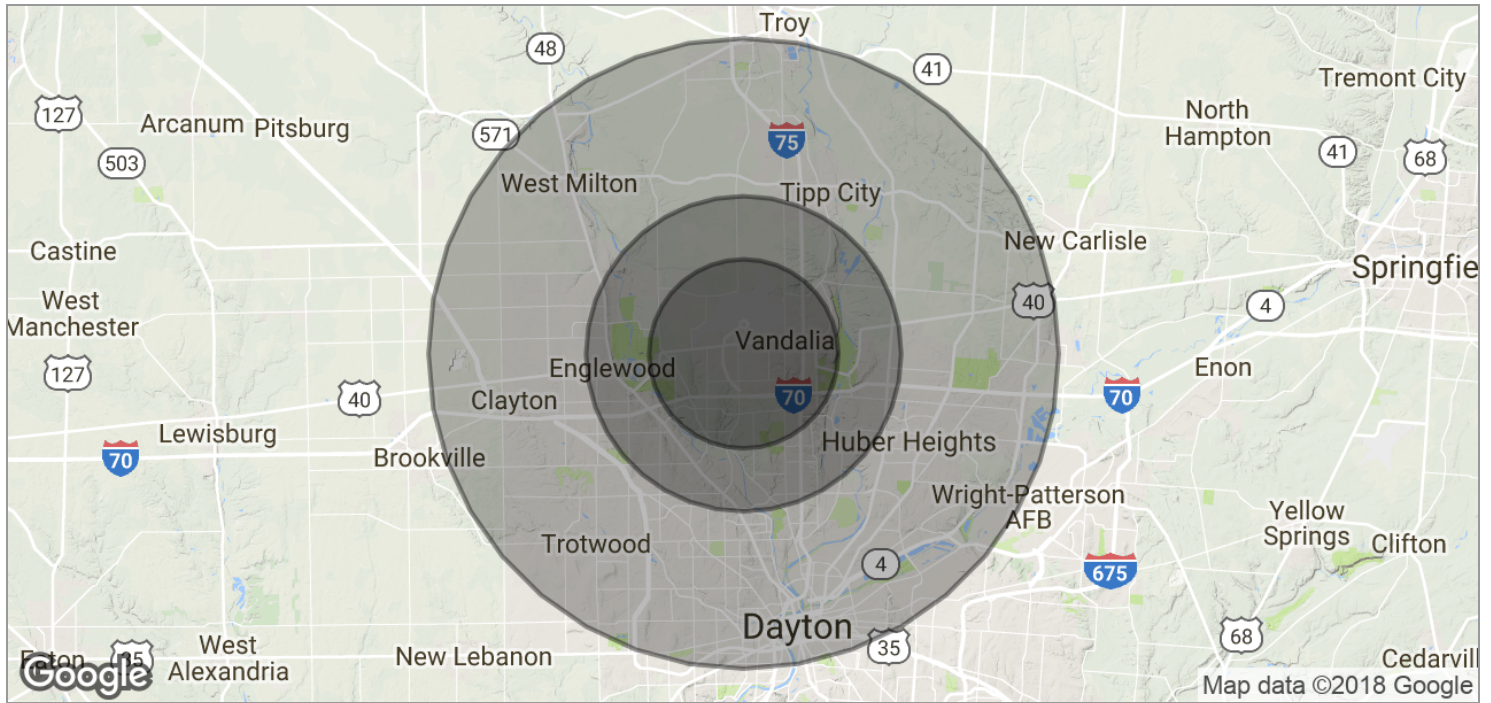 Troy
48
41
Tremont City
127
North
Hampton
Arcanum
Pitsburg
571
75
41
68
503
West Milton
Tipp City
Castine
New Carlisle
Springfie
West
Manchester
40
4
Vandalia
127
Englewood
Enon
40
Clayton
70
70
Lewisburg
Huber Heights
70
Brookville
Wright-Patterson
AFB
Yellow
Springs
Trotwood
Clifton
4
675
Dayton
68
35
West
Alexandria
New Lebanon
Eaton
35
Cedarvill
Google
Map data ©2018 Google